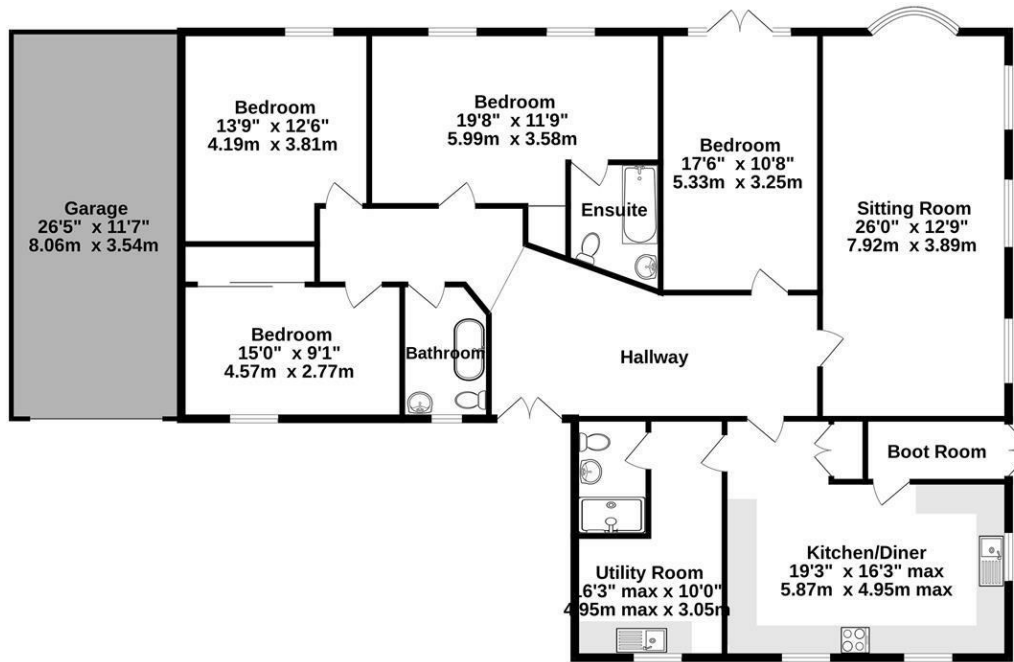 Bedroom
13'9" x 12'6"
4.19m x 3.81m
Bedroom
19'8" x 11'9"
5.99m x 3.58m
Bedroom
17'6" x 10'8"
5.33m x 3.25m
Garage
26'5" x 11'7"
8.06m x 3.54m
Ensuite
Sitting Room
26'0" x 12'9"
7.92m x 3.89m
Bedroom
15'0" x 9'1"
4.57m x 2.77m
Bathroom
Hallway
Boot Room
Utility Room
16'3" max x 10'0"
4.95m max x 3.05m
Kitchen/Diner
19'3" x 16'3" max
5.87m x 4.95m max